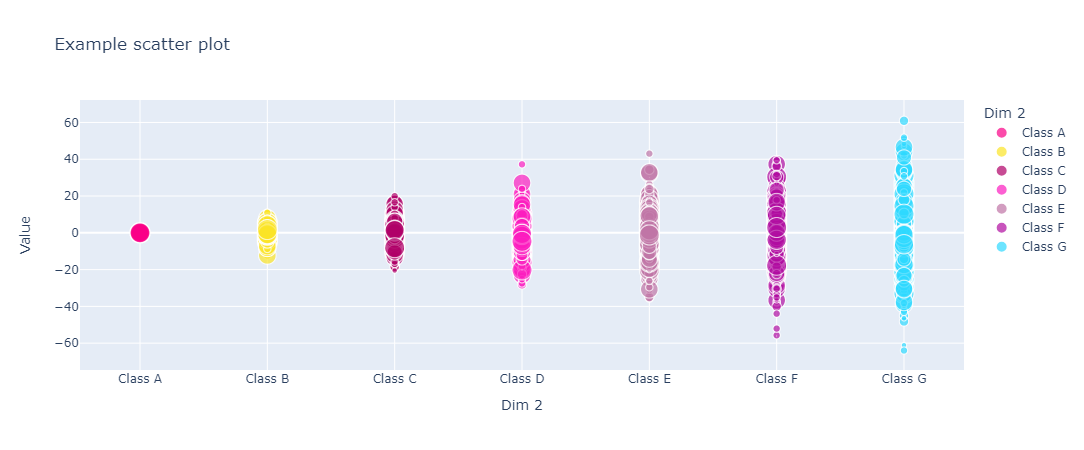 Example scatter plot
Value
60
40
20
0
−20
−40
−60
Class A
Class B
Class C
Class D
Class E
Class F
Class G
Dim 2
Dim 2
Class A
Class B
Class C
Class D
Class E
Class F
Class G